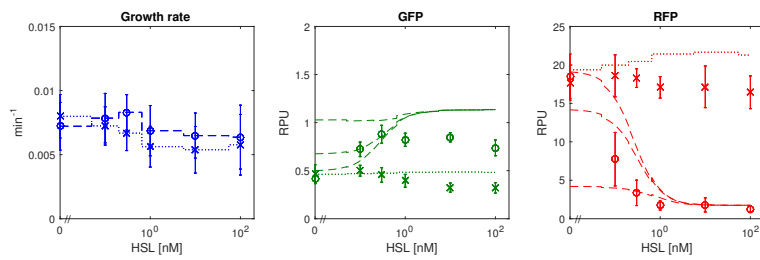 Growth rate
GFP
RFP
0.015
0.01
0.005
0
min⁻¹
0
10⁰
10²
HSL [nM]
2
1.5
1
0.5
0
RPU
0
10⁰
10²
HSL [nM]
25
20
15
10
5
0
RPU
0
10⁰
10²
HSL [nM]